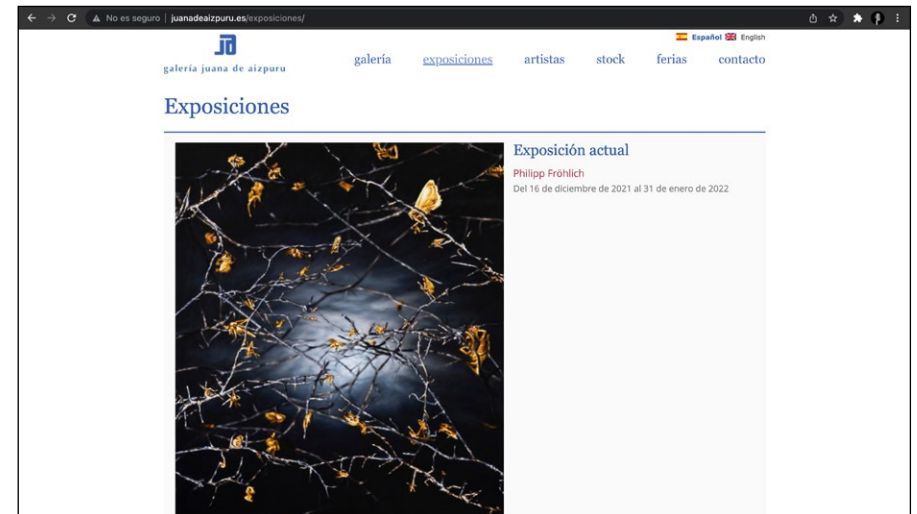 No es seguro | juanadeaizpuru.es/exposiciones/
Español English
galería juana de aizpuru
galería exposiciones artistas stock ferias contacto
Exposiciones
Exposición actual
Philipp Fröhlich
Del 16 de diciembre de 2021 al 31 de enero de 2022